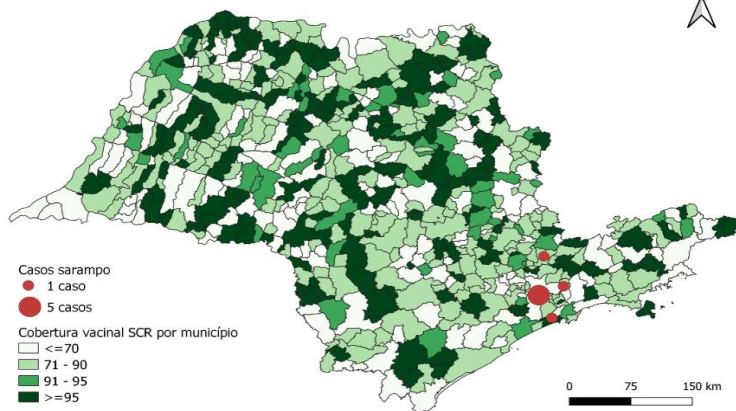 Casos sarampo
1 caso
5 casos
Cobertura vacinal SCR por município
<=70
71 - 90
91 - 95
>=95
0 75 150 km